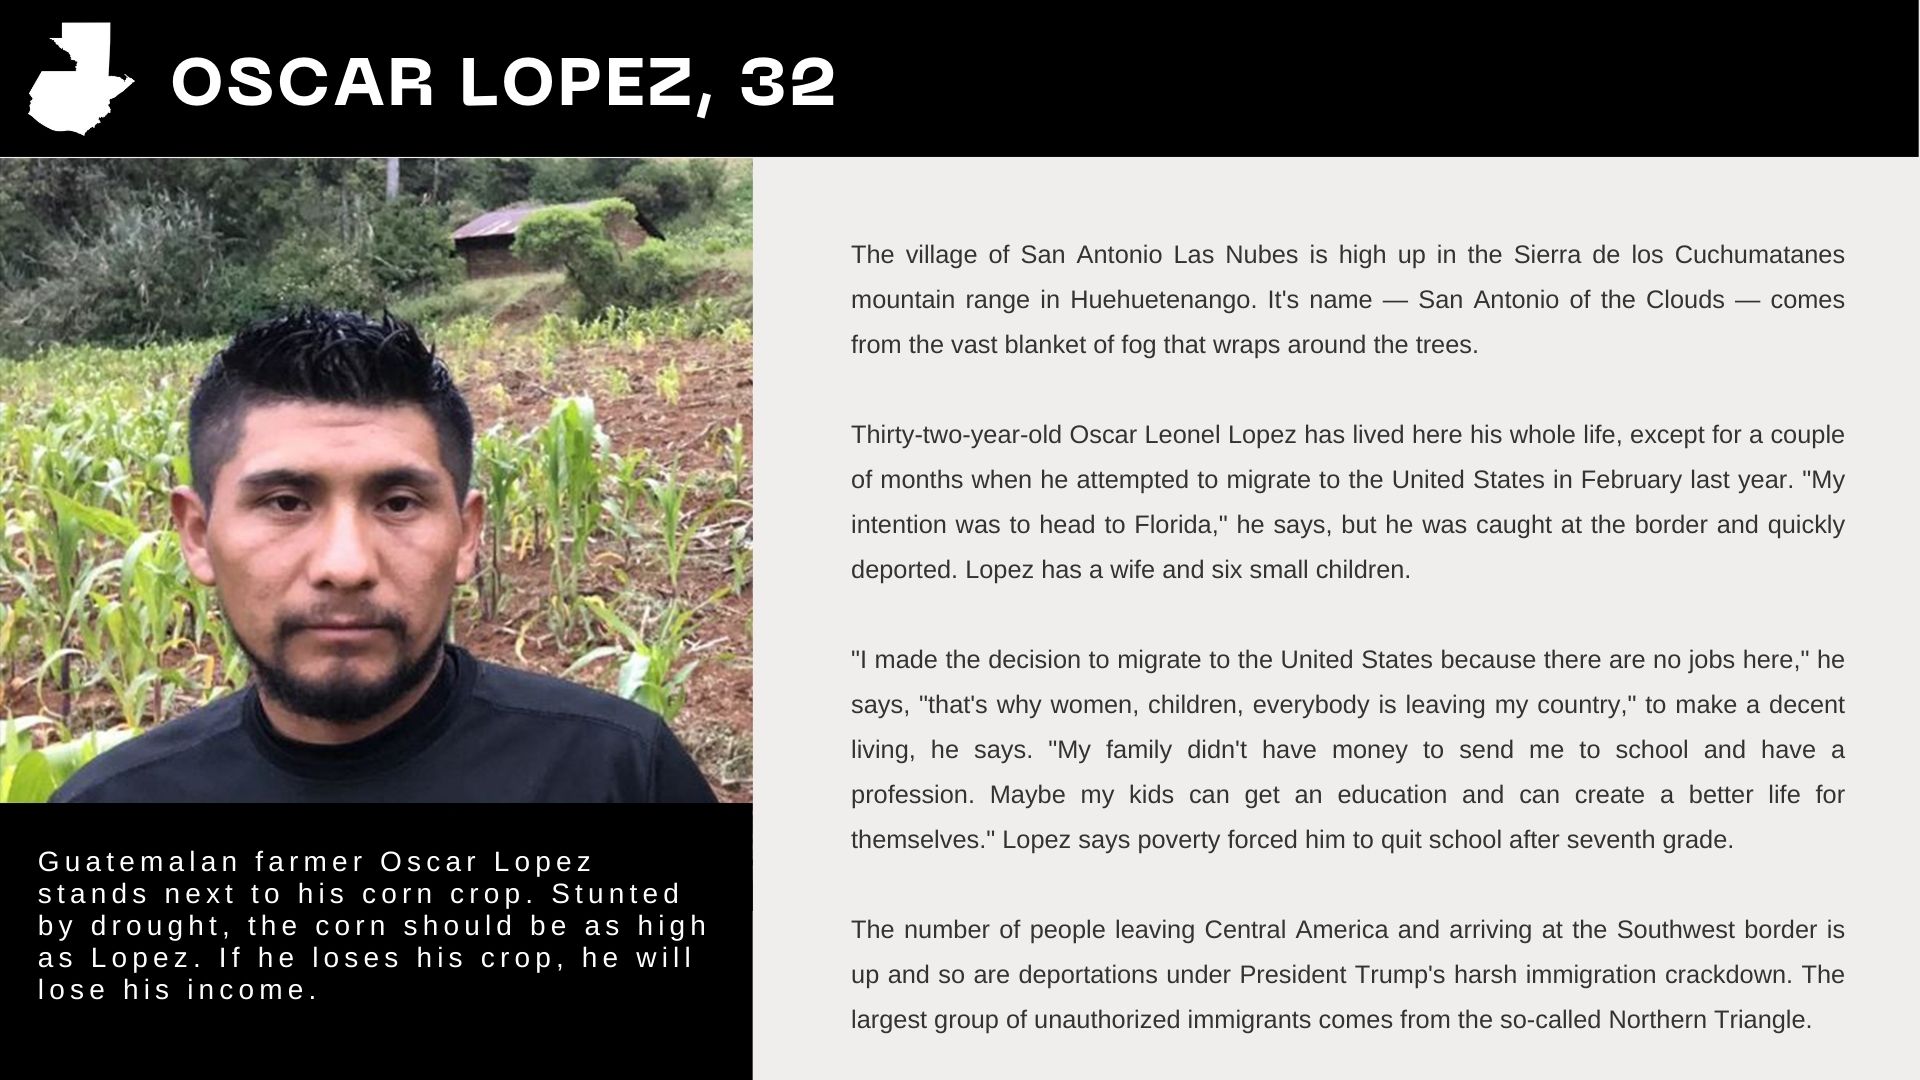 OSCAR LOPEZ, 32
Guatemalan farmer Oscar Lopez
stands next to his corn crop. Stunted
by drought, the corn should be as high
as Lopez. If he loses his crop, he will
lose his income.
The village of San Antonio Las Nubes is high up in the Sierra de los Cuchumatanes
mountain range in Huehuetenango. It's name — San Antonio of the Clouds — comes
from the vast blanket of fog that wraps around the trees.
Thirty-two-year-old Oscar Leonel Lopez has lived here his whole life, except for a couple
of months when he attempted to migrate to the United States in February last year. "My
intention was to head to Florida," he says, but he was caught at the border and quickly
deported. Lopez has a wife and six small children.
"I made the decision to migrate to the United States because there are no jobs here," he
says, "that's why women, children, everybody is leaving my country," to make a decent
living, he says. "My family didn't have money to send me to school and have a
profession. Maybe my kids can get an education and can create a better life for
themselves." Lopez says poverty forced him to quit school after seventh grade.
The number of people leaving Central America and arriving at the Southwest border is
up and so are deportations under President Trump's harsh immigration crackdown. The
largest group of unauthorized immigrants comes from the so-called Northern Triangle.